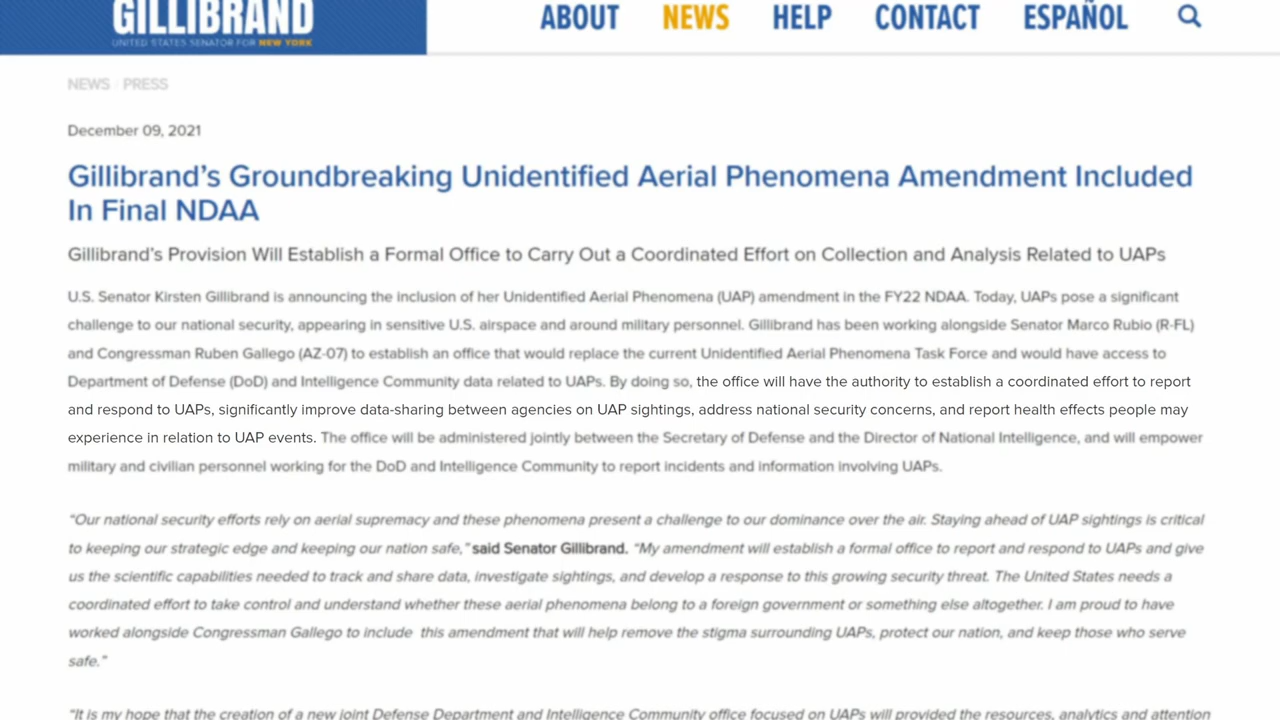 GILLIBRAND
UNITED STATES SENATOR FOR NEW YORK
ABOUT NEWS HELP CONTACT ESPAÑOL
NEWS / PRESS
December 09, 2021
Gillibrand’s Groundbreaking Unidentified Aerial Phenomena Amendment Included
In Final NDAA
Gillibrand’s Provision Will Establish a Formal Office to Carry Out a Coordinated Effort on Collection and Analysis Related to UAPs
U.S. Senator Kirsten Gillibrand is announcing the inclusion of her Unidentified Aerial Phenomena (UAP) amendment in the FY22 NDAA. Today, UAPs pose a significant
challenge to our national security, appearing in sensitive U.S. airspace and around military personnel. Gillibrand has been working alongside Senator Marco Rubio (R-FL)
and Congressman Ruben Gallego (AZ-07) to establish an office that would replace the current Unidentified Aerial Phenomena Task Force and would have access to
Department of Defense (DoD) and Intelligence Community data related to UAPs. By doing so, the office will have the authority to establish a coordinated effort to report
and respond to UAPs, significantly improve data-sharing between agencies on UAP sightings, address national security concerns, and report health effects people may
experience in relation to UAP events. The office will be administered jointly between the Secretary of Defense and the Director of National Intelligence, and will empower
military and civilian personnel working for the DoD and Intelligence Community to report incidents and information involving UAPs.
“Our national security efforts rely on aerial supremacy and these phenomena present a challenge to our dominance over the air. Staying ahead of UAP sightings is critical
to keeping our strategic edge and keeping our nation safe,” said Senator Gillibrand. “My amendment will establish a formal office to report and respond to UAPs and give
us the scientific capabilities needed to track and share data, investigate sightings, and develop a response to this growing security threat. The United States needs a
coordinated effort to take control and understand whether these aerial phenomena belong to a foreign government or something else altogether. I am proud to have
worked alongside Congressman Gallego to include this amendment that will help remove the stigma surrounding UAPs, protect our nation, and keep those who serve
safe.”
“It is my hope that the creation of a new joint Defense Department and Intelligence Community office focused on UAPs will provided the resources, analytics and attention